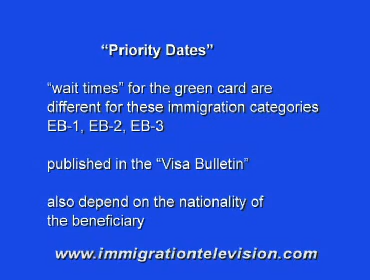 “Priority Dates”
“wait times” for the green card are
different for these immigration categories
EB-1, EB-2, EB-3
published in the “Visa Bulletin”
also depend on the nationality of
the beneficiary
www.immigrationtelevision.com